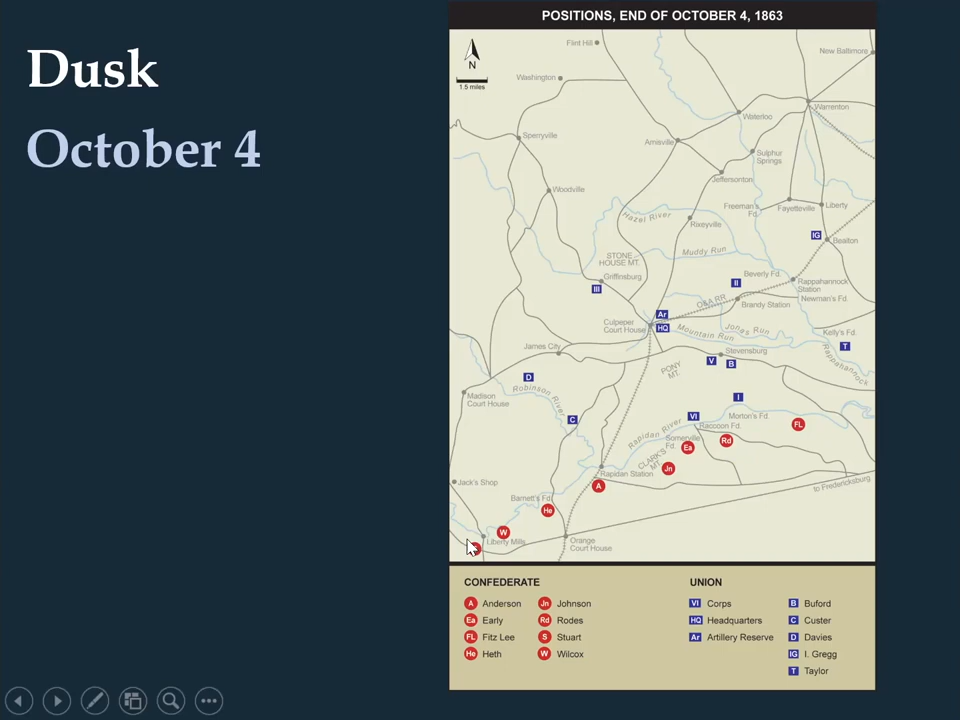 Dusk
October 4
POSITIONS, END OF OCTOBER 4, 1863
N
1.5 miles
Flint Hill
New Baltimore
Washington
Warrenton
Waterloo
Sperryville
Amisville
Sulphur
Springs
Jeffersonton
Woodville
Freeman's
Fd.
Fayetteville
Liberty
Hazel River
Rixeyville
IG
Bealton
Muddy Run
STONE
HOUSE MT.
Griffinsburg
Beverly Fd.
III
II
Rappahannock
Station
O&A RR
Newman's Fd.
Brandy Station
Ar
Culpeper
Court House
HQ
Mountain Run
Jonas Run
Kelly's Fd.
T
James City
Stevensburg
V
B
PONY
MT.
Rappahannock
D
Robinson River
Madison
Court House
I
C
VI
Morton's Fd.
Raccoon Fd.
FL
Rapidan River
Somerville
Fd.
Rd
Ea
CLARK'S
MT.
Jn
Rapidan Station
A
Jack's Shop
to Fredericksburg
Barnett's Fd.
He
W
Liberty Mills
Orange
Court House
CONFEDERATE
A Anderson
Ea Early
FL Fitz Lee
He Heth
Jn Johnson
Rd Rodes
S Stuart
W Wilcox
UNION
VI Corps
HQ Headquarters
Ar Artillery Reserve
B Buford
C Custer
D Davies
IG I. Gregg
T Taylor